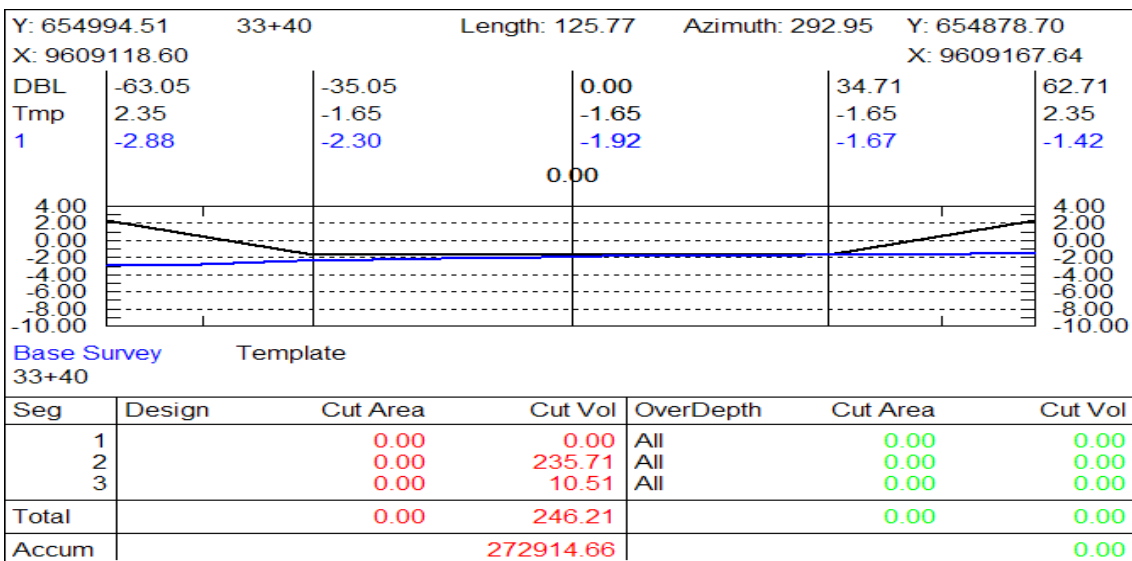 Y: 654994.51 33+40 Length: 125.77 Azimuth: 292.95 Y: 654878.70
X: 9609118.60 X: 9609167.64
DBL -63.05 -35.05 0.00 34.71 62.71
Tmp 2.35 -1.65 -1.65 -1.65 2.35
1 -2.88 -2.30 -1.92 -1.67 -1.42
0.00
4.00 4.00
2.00 2.00
0.00 0.00
-2.00 -2.00
-4.00 -4.00
-6.00 -6.00
-8.00 -8.00
-10.00 -10.00
Base Survey Template
33+40
Seg Design Cut Area Cut Vol OverDepth Cut Area Cut Vol
1 0.00 0.00 All 0.00 0.00
2 0.00 235.71 All 0.00 0.00
3 0.00 10.51 All 0.00 0.00
Total 0.00 246.21 0.00 0.00
Accum 272914.66 0.00